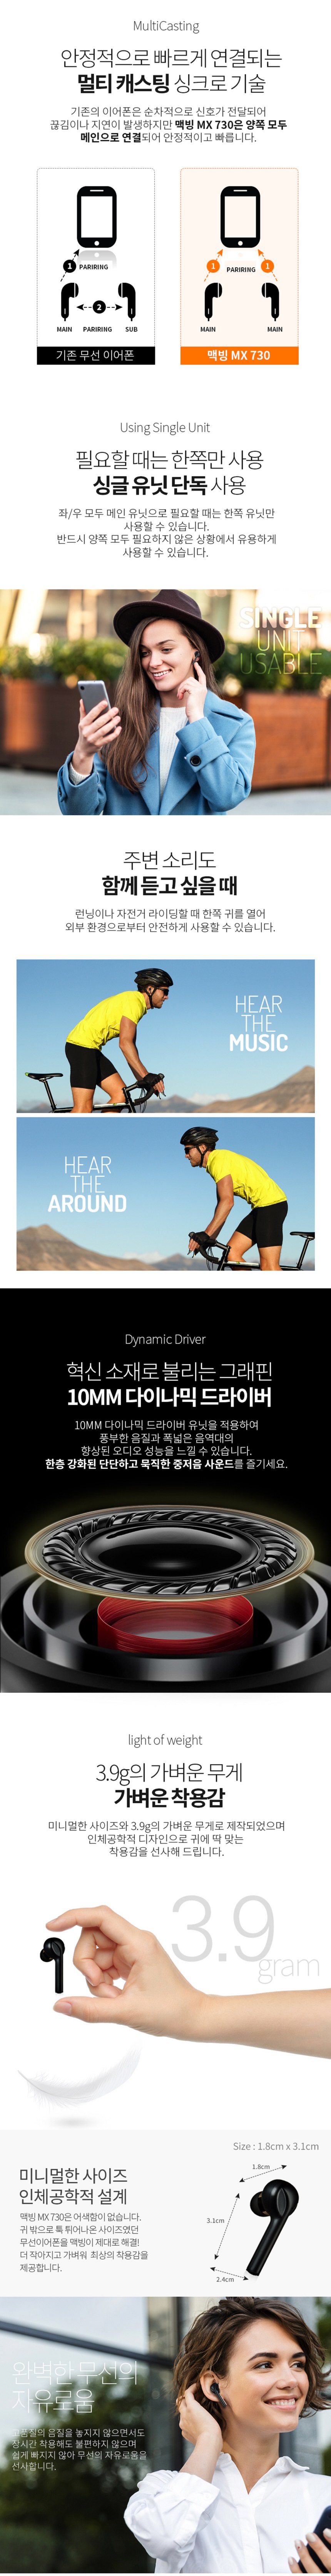 MultiCasting
안정적으로 빠르게 연결되는
멀티 캐스팅 싱크로 기술
기존의 이어폰은 순차적으로 신호가 전달되어
끊김이나 지연이 발생하지만 맥빙 MX 730은 양쪽 모두
메인으로 연결되어 안정적이고 빠릅니다.
1 PARIRING
2
MAIN PARIRING SUB
기존 무선 이어폰
1 PARIRING 1
MAIN MAIN
맥빙 MX 730
Using Single Unit
필요할 때는 한쪽만 사용
싱글 유닛 단독 사용
좌/우 모두 메인 유닛으로 필요할 때는 한쪽 유닛만
사용할 수 있습니다.
반드시 양쪽 모두 필요하지 않은 상황에서 유용하게
사용할 수 있습니다.
SINGLE
UNIT
USABLE
주변 소리도
함께 듣고 싶을 때
런닝이나 자전거 라이딩할 때 한쪽 귀를 열어
외부 환경으로부터 안전하게 사용할 수 있습니다.
HEAR
THE
MUSIC
HEAR
THE
AROUND
Dynamic Driver
혁신 소재로 불리는 그래핀
10MM 다이나믹 드라이버
10MM 다이나믹 드라이버 유닛을 적용하여
풍부한 음질과 폭넓은 음역대의
향상된 오디오 성능을 느낄 수 있습니다.
한층 강화된 단단하고 묵직한 중저음 사운드를 즐기세요.
light of weight
3.9g의 가벼운 무게
가벼운 착용감
미니멀한 사이즈와 3.9g의 가벼운 무게로 제작되었으며
인체공학적 디자인으로 귀에 딱 맞는
착용감을 선사해 드립니다.
3.9
gram
Size : 1.8cm x 3.1cm
미니멀한 사이즈
인체공학적 설계
맥빙 MX 730은 어색함이 없습니다.
귀 밖으로 툭 튀어나온 사이즈였던
무선이어폰을 맥빙이 제대로 해결!
더 작아지고 가벼워 최상의 착용감을
제공합니다.
1.8cm
3.1cm
2.4cm
완벽한 무선의
자유로움
고품질의 음질을 놓지지 않으면서도
장시간 착용해도 불편하지 않으며
쉽게 빠지지 않아 무선의 자유로움을
선사합니다.